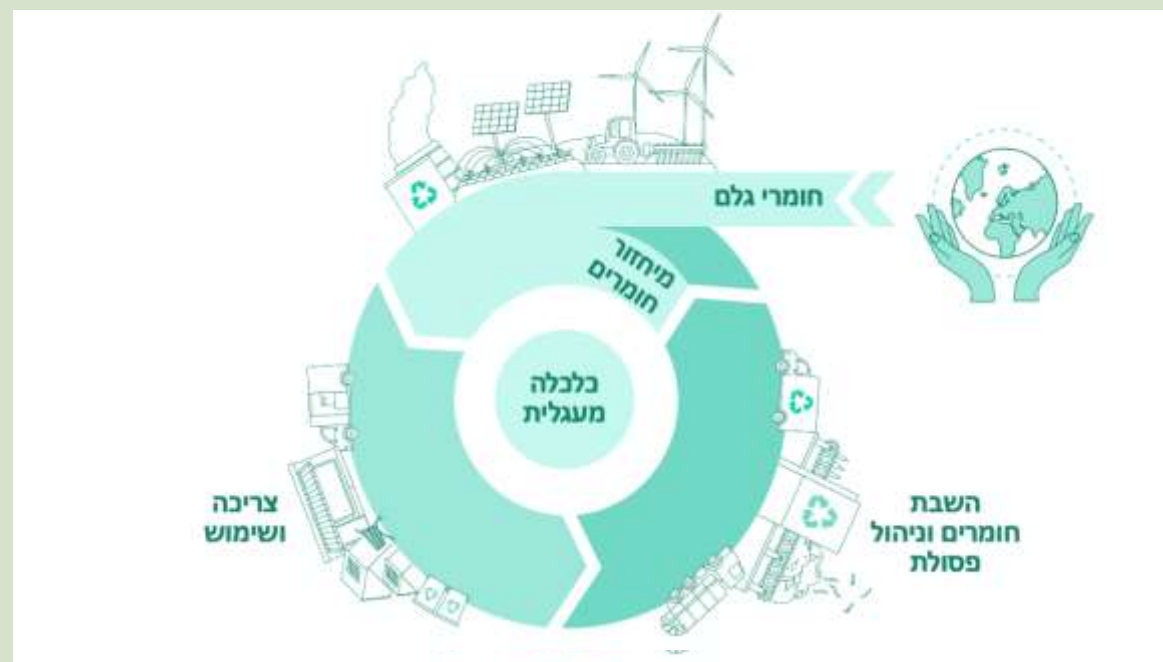 חומרי גלם
מיחזור
חומרים
כלכלה
מעגלית
צריכה
ושימוש
השבת
חומרים וניהול
פסולת